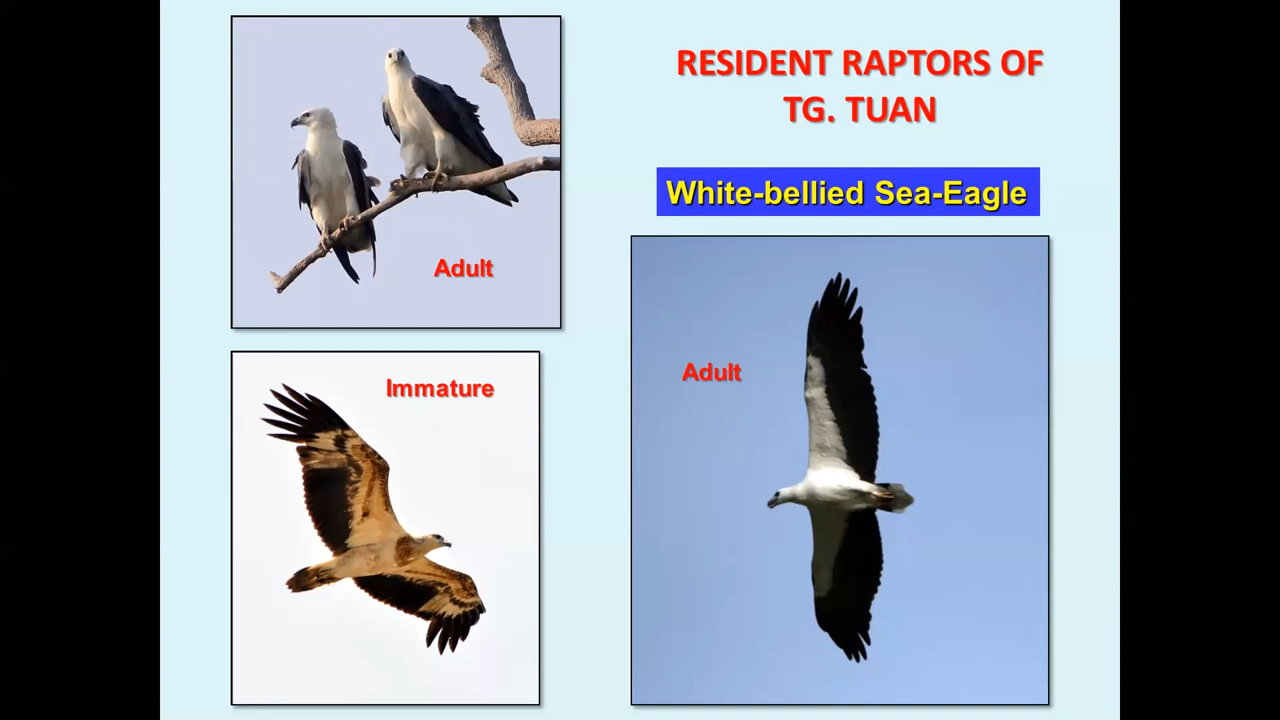 RESIDENT RAPTORS OF
TG. TUAN
White-bellied Sea-Eagle
Adult
Immature
Adult